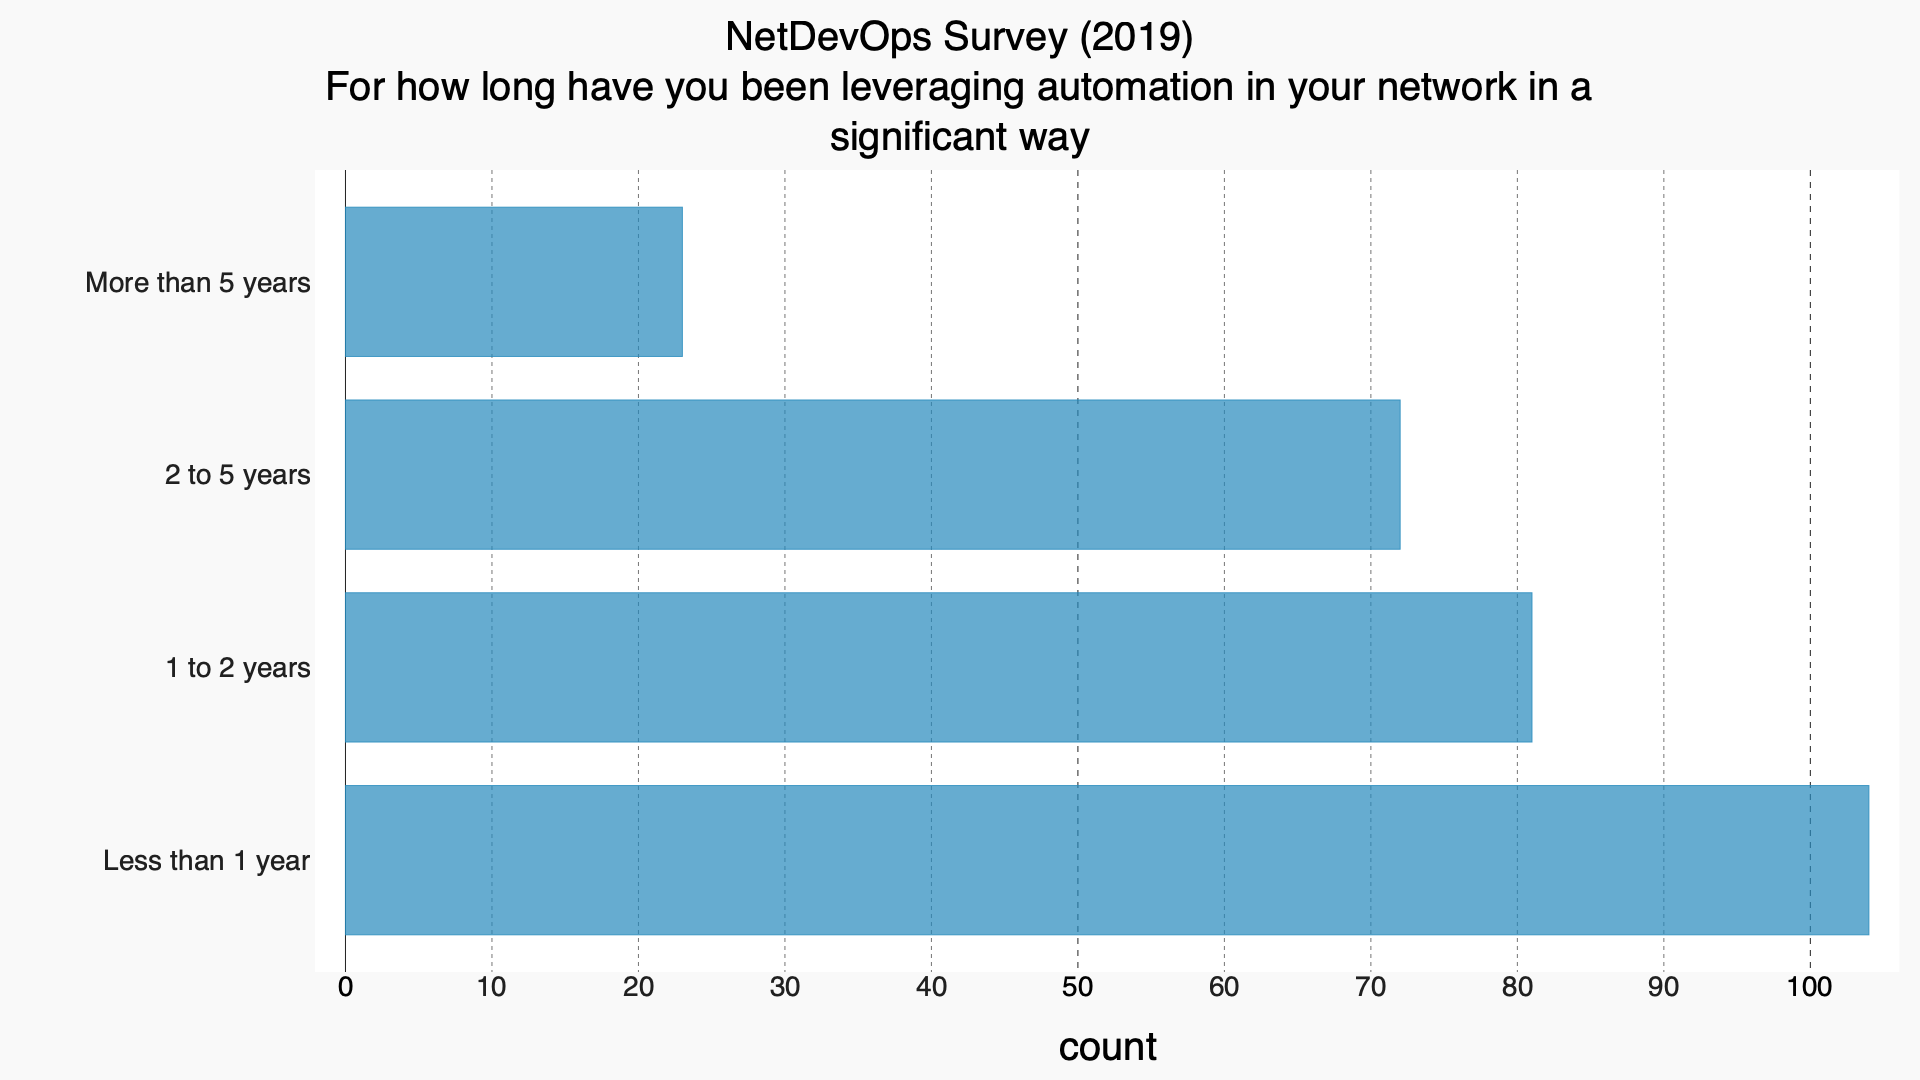 NetDevOps Survey (2019)
For how long have you been leveraging automation in your network in a
significant way
More than 5 years
2 to 5 years
1 to 2 years
Less than 1 year
0 10 20 30 40 50 60 70 80 90 100
count